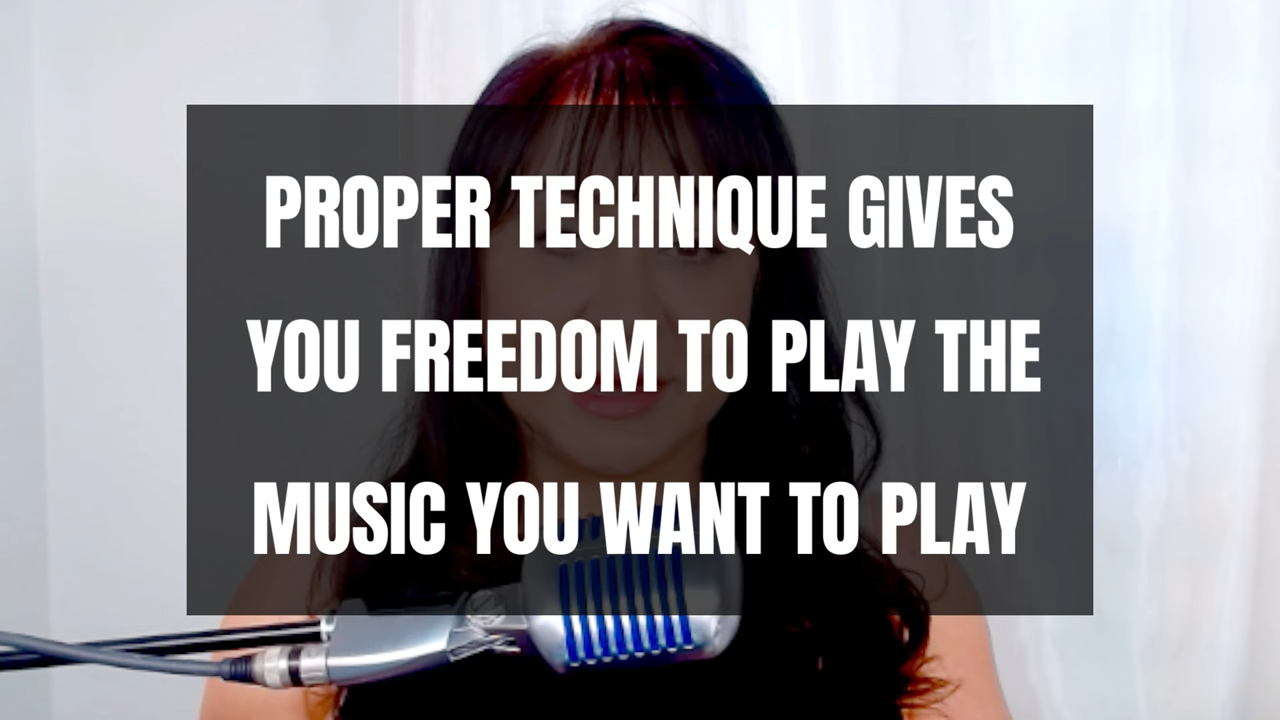 PROPER TECHNIQUE GIVES
YOU FREEDOM TO PLAY THE
MUSIC YOU WANT TO PLAY